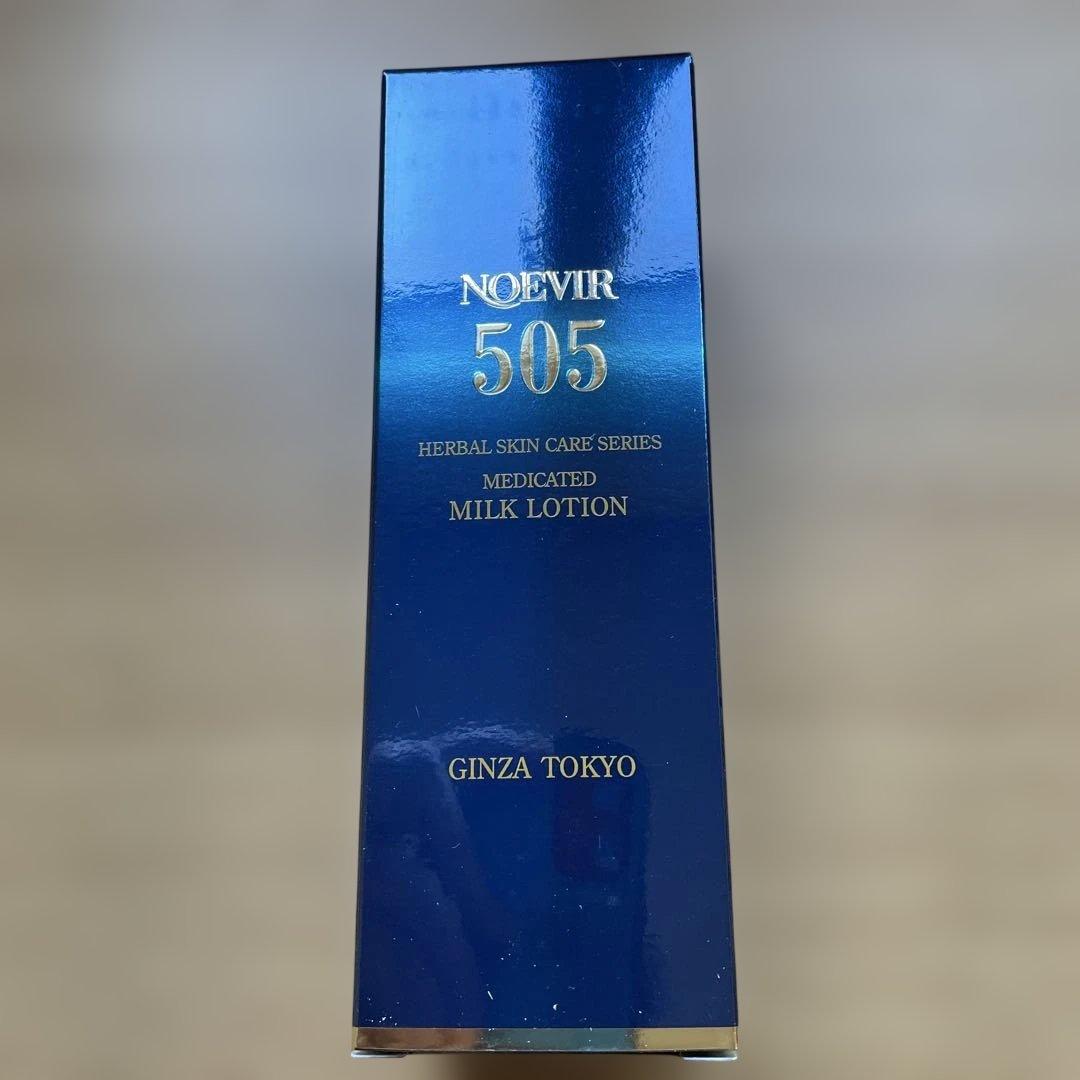 NOEVIR
505
HERBAL SKIN CARE SERIES
MEDICATED
MILK LOTION
GINZA TOKYO